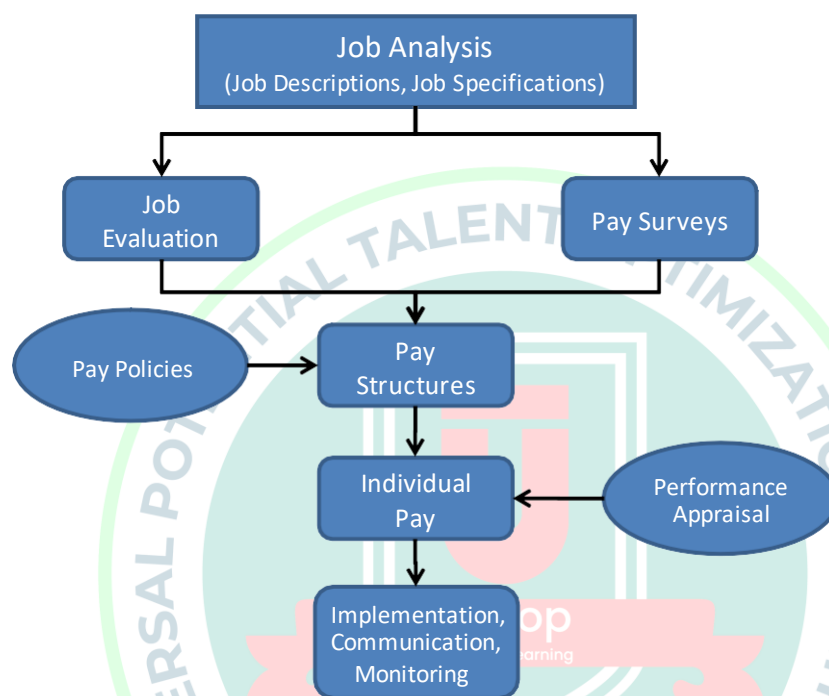 Job Analysis
(Job Descriptions, Job Specifications)
Job
Evaluation
Pay Surveys
Pay Policies
Pay
Structures
Individual
Pay
Performance
Appraisal
Implementation,
Communication,
Monitoring
TALENT